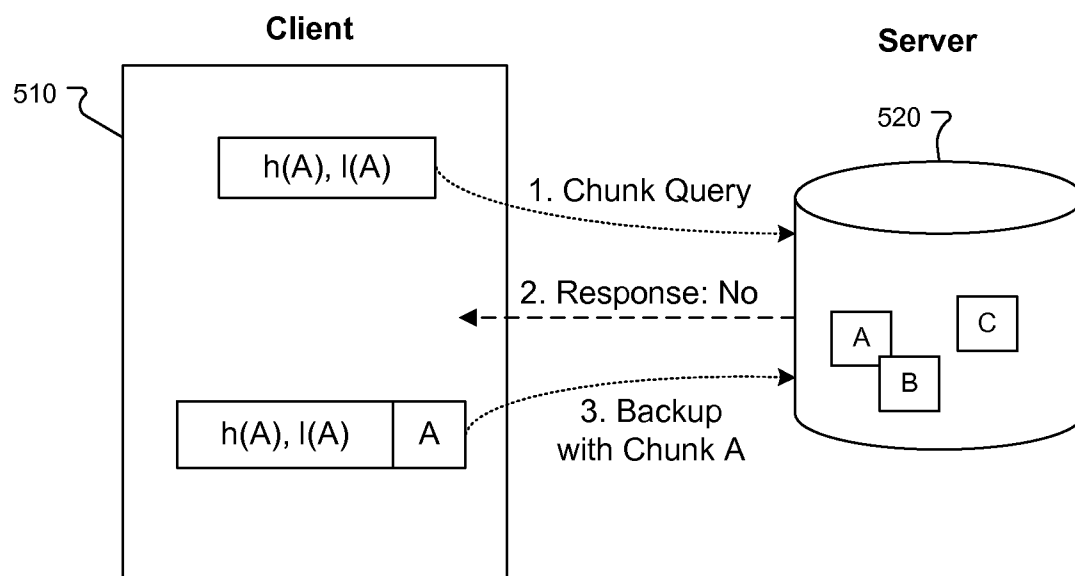 Client
Server
510
520
h(A), l(A)
1. Chunk Query
2. Response: No
A
C
B
h(A), l(A)
A
3. Backup
with Chunk A